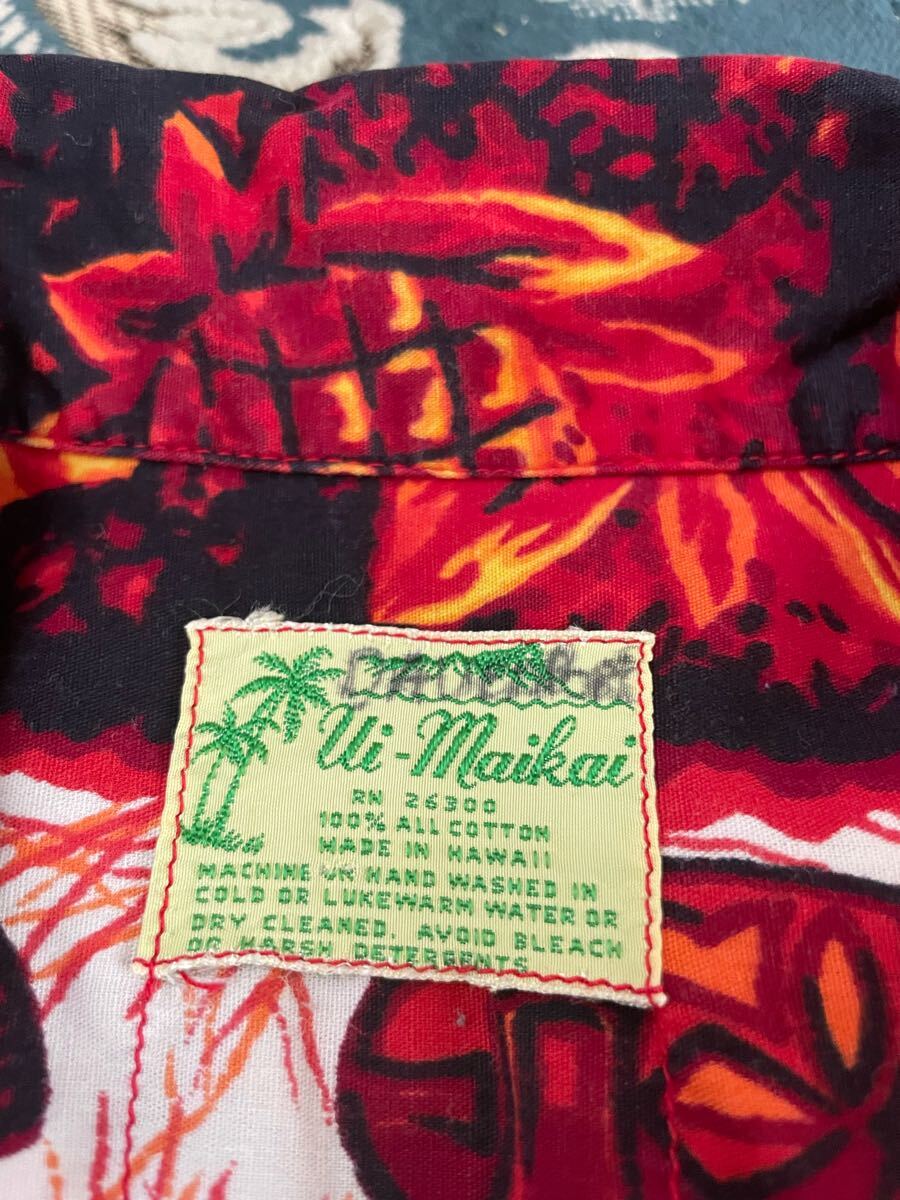 Ui-Maikai
RN 26300
100% ALL COTTON
MADE IN HAWAII
MACHINE OR HAND WASHED IN
COLD OR LUKEWARM WATER OR
DRY CLEANED. AVOID BLEACH
OR HARSH DETERGENTS